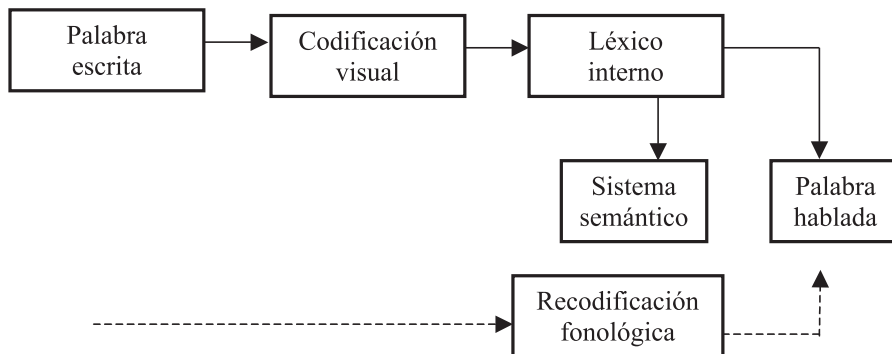 Palabra
escrita
Codificación
visual
Léxico
interno
Sistema
semántico
Palabra
hablada
Recodificación
fonológica